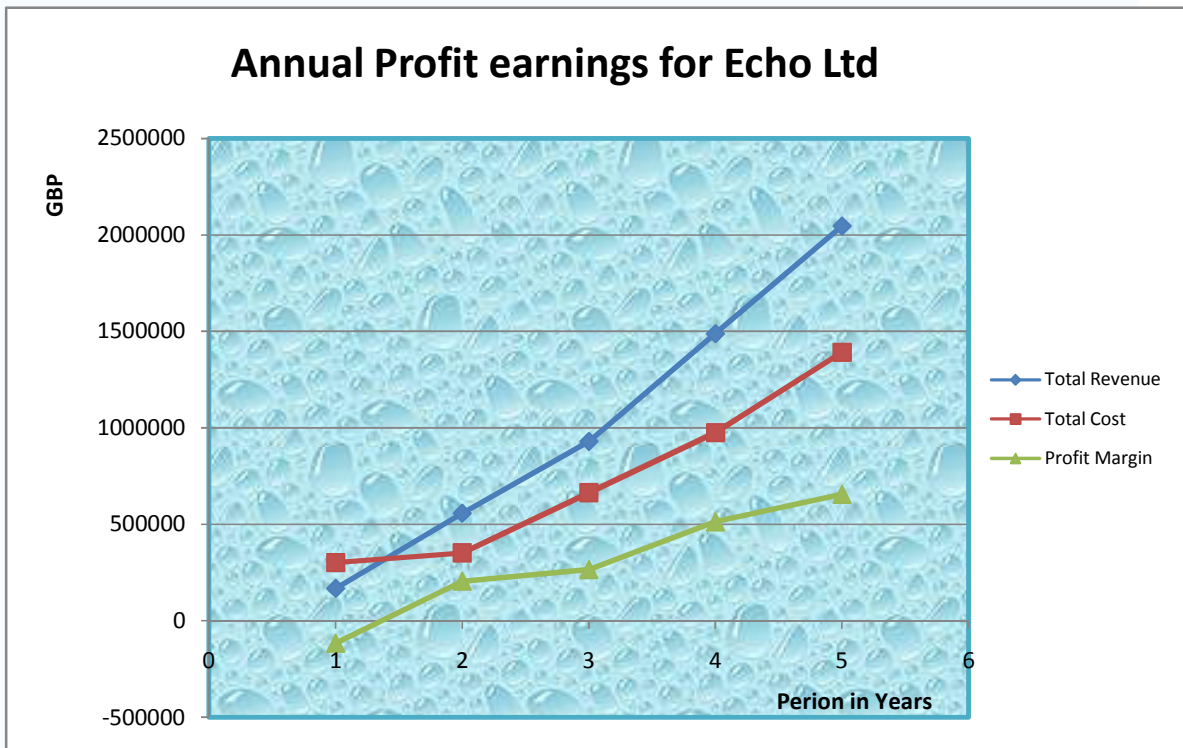 Annual Profit earnings for Echo Ltd
GBP
2500000
2000000
1500000
1000000
500000
0
-500000
0 1 2 3 4 5 6
Perion in Years
Total Revenue
Total Cost
Profit Margin